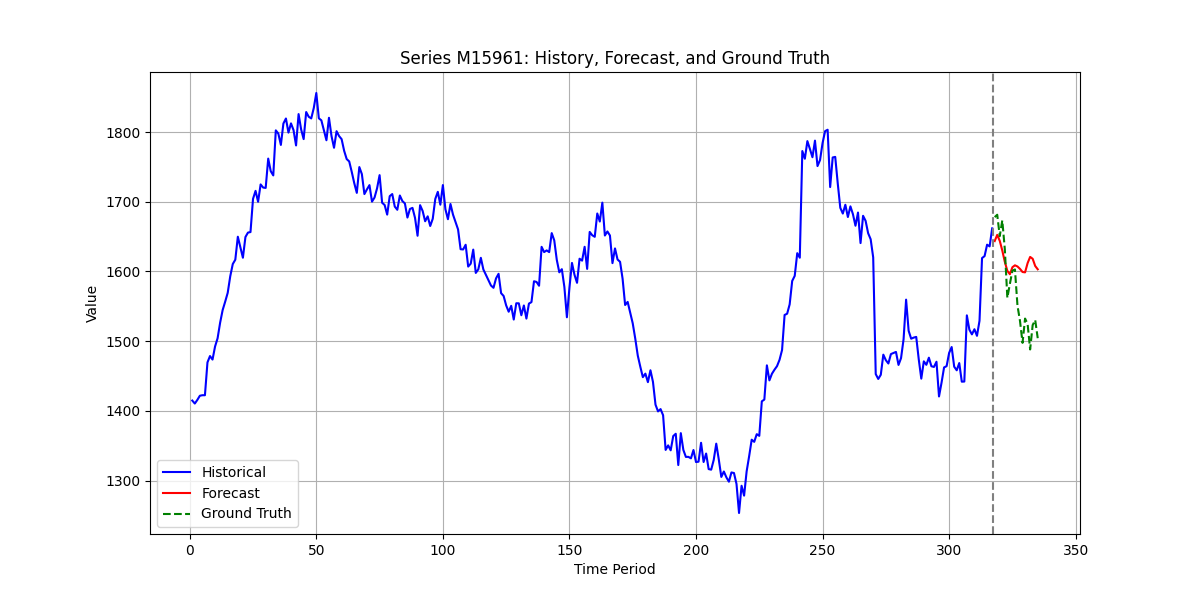 Series M15961: History, Forecast, and Ground Truth
Value
1800
1700
1600
1500
1400
1300
Historical
Forecast
Ground Truth
0 50 100 150 200 250 300 350
Time Period